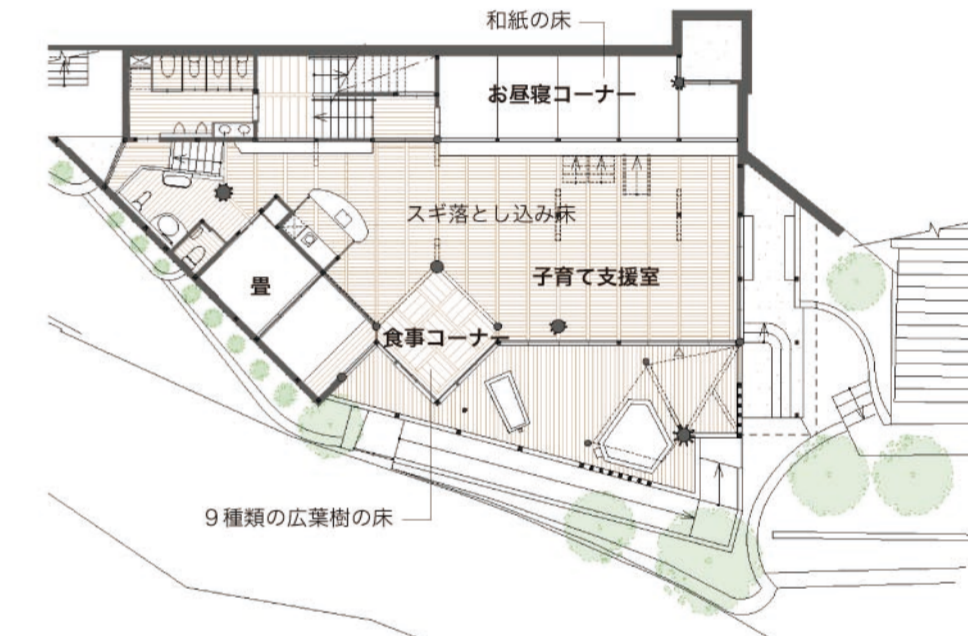 和紙の床
お昼寝コーナー
スギ落とし込み床
子育て支援室
畳
食事コーナー
9種類の広葉樹の床